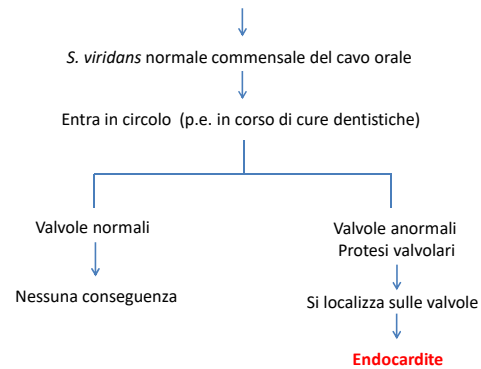 S. viridans normale commensale del cavo orale
Entra in circolo (p.e. in corso di cure dentistiche)
Valvole normali
Nessuna conseguenza
Valvole anormali
Protesi valvolari
Si localizza sulle valvole
Endocardite